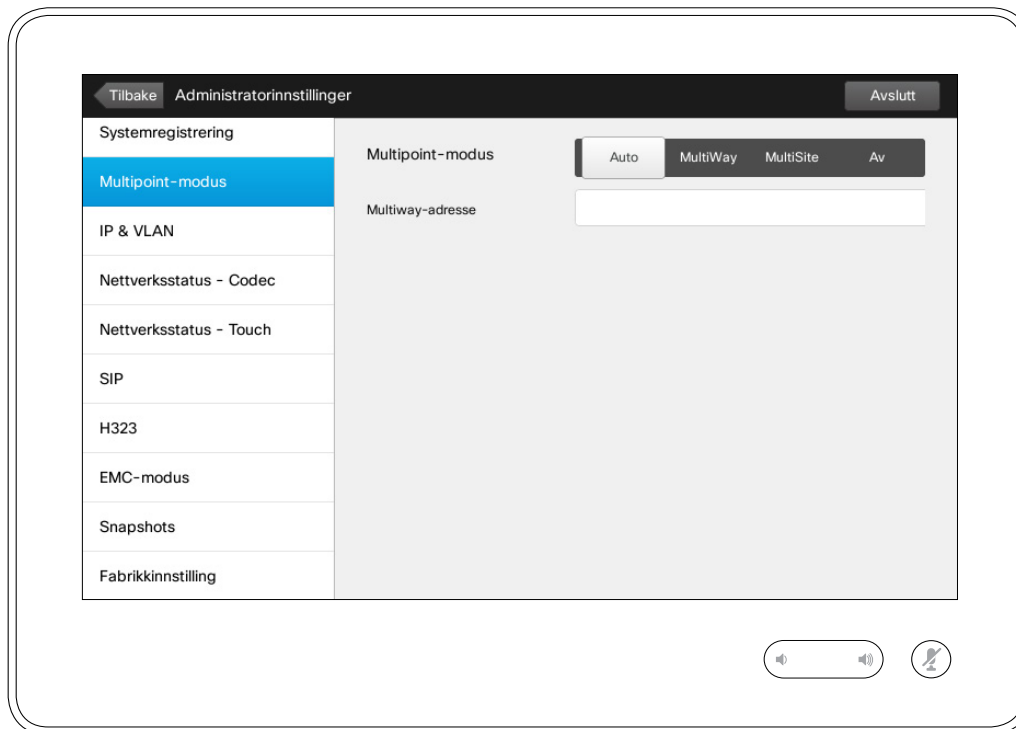 Tilbake Administratorinnstillinger Avslutt
Systemregistrering
Multipoint-modus
IP & VLAN
Nettverksstatus - Codec
Nettverksstatus - Touch
SIP
H323
EMC-modus
Snapshots
Fabrikkinnstilling
Multipoint-modus Auto MultiWay MultiSite Av
Multiway-adresse